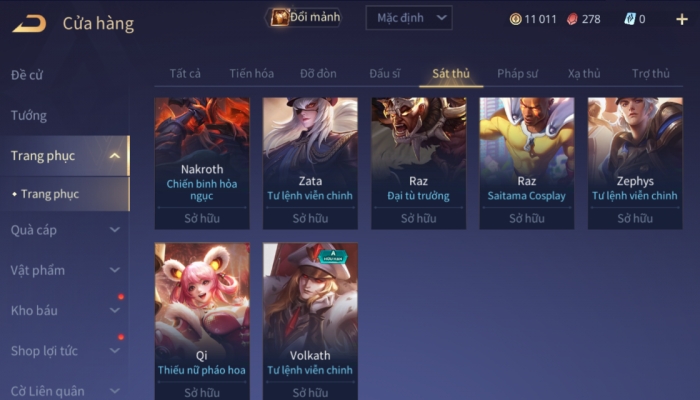 Cửa hàng
Đổi mảnh
Mặc định
11 011
278
0
Đề cử
Tướng
Trang phục
Trang phục
Quà cáp
Vật phẩm
Kho báu
Shop lợi tức
Cờ Liên quân
Tất cả
Tiến hóa
Đỡ đòn
Đấu sĩ
Sát thủ
Pháp sư
Xạ thủ
Trợ thủ
Nakroth
Chiến binh hỏa
ngục
Sở hữu
Zata
Tư lệnh viễn chinh
Sở hữu
Raz
Đại tù trưởng
Sở hữu
Raz
Saitama Cosplay
Sở hữu
Zephys
Tư lệnh viễn chinh
Sở hữu
Qi
Thiếu nữ pháo hoa
Sở hữu
A
HỮU HẠN
Volkath
Tư lệnh viễn chinh
Sở hữu